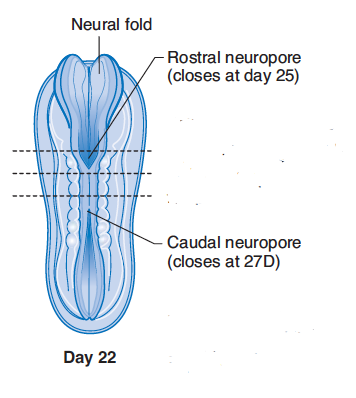 Neural fold
Rostral neuropore
(closes at day 25)
Caudal neuropore
(closes at 27D)
Day 22